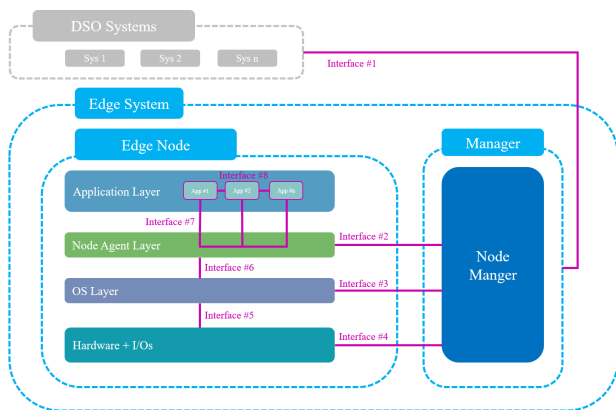 DSO Systems
Sys 1
Sys 2
Sys n
Interface #1
Edge System
Edge Node
Manager
Interface #8
Application Layer
App #1
App #2
App #n
Interface #7
Node Agent Layer
Interface #2
Node
Manger
Interface #6
OS Layer
Interface #3
Interface #5
Hardware + I/Os
Interface #4